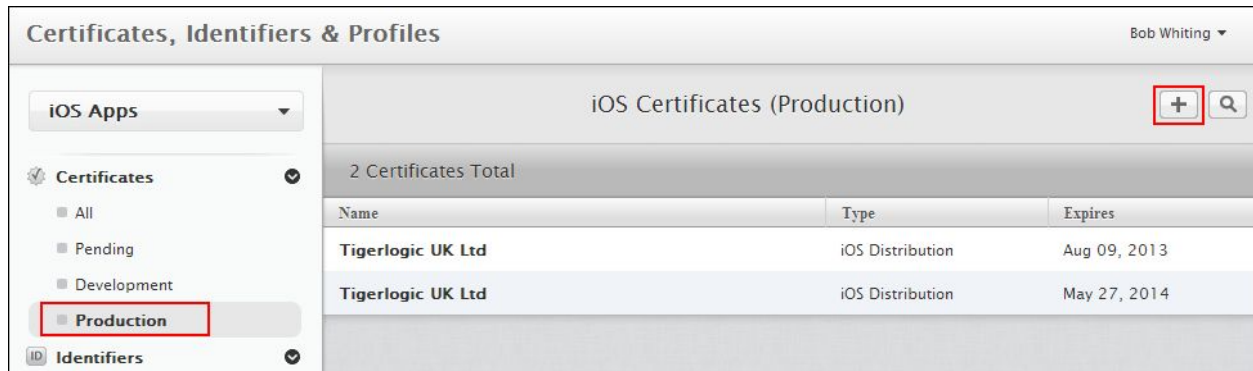 Certificates, Identifiers & Profiles
Bob Whiting
iOS Apps
iOS Certificates (Production)
Certificates
2 Certificates Total
All
Name Type Expires
Pending
Tigerlogic UK Ltd iOS Distribution Aug 09, 2013
Development
Tigerlogic UK Ltd iOS Distribution May 27, 2014
Production
ID Identifiers